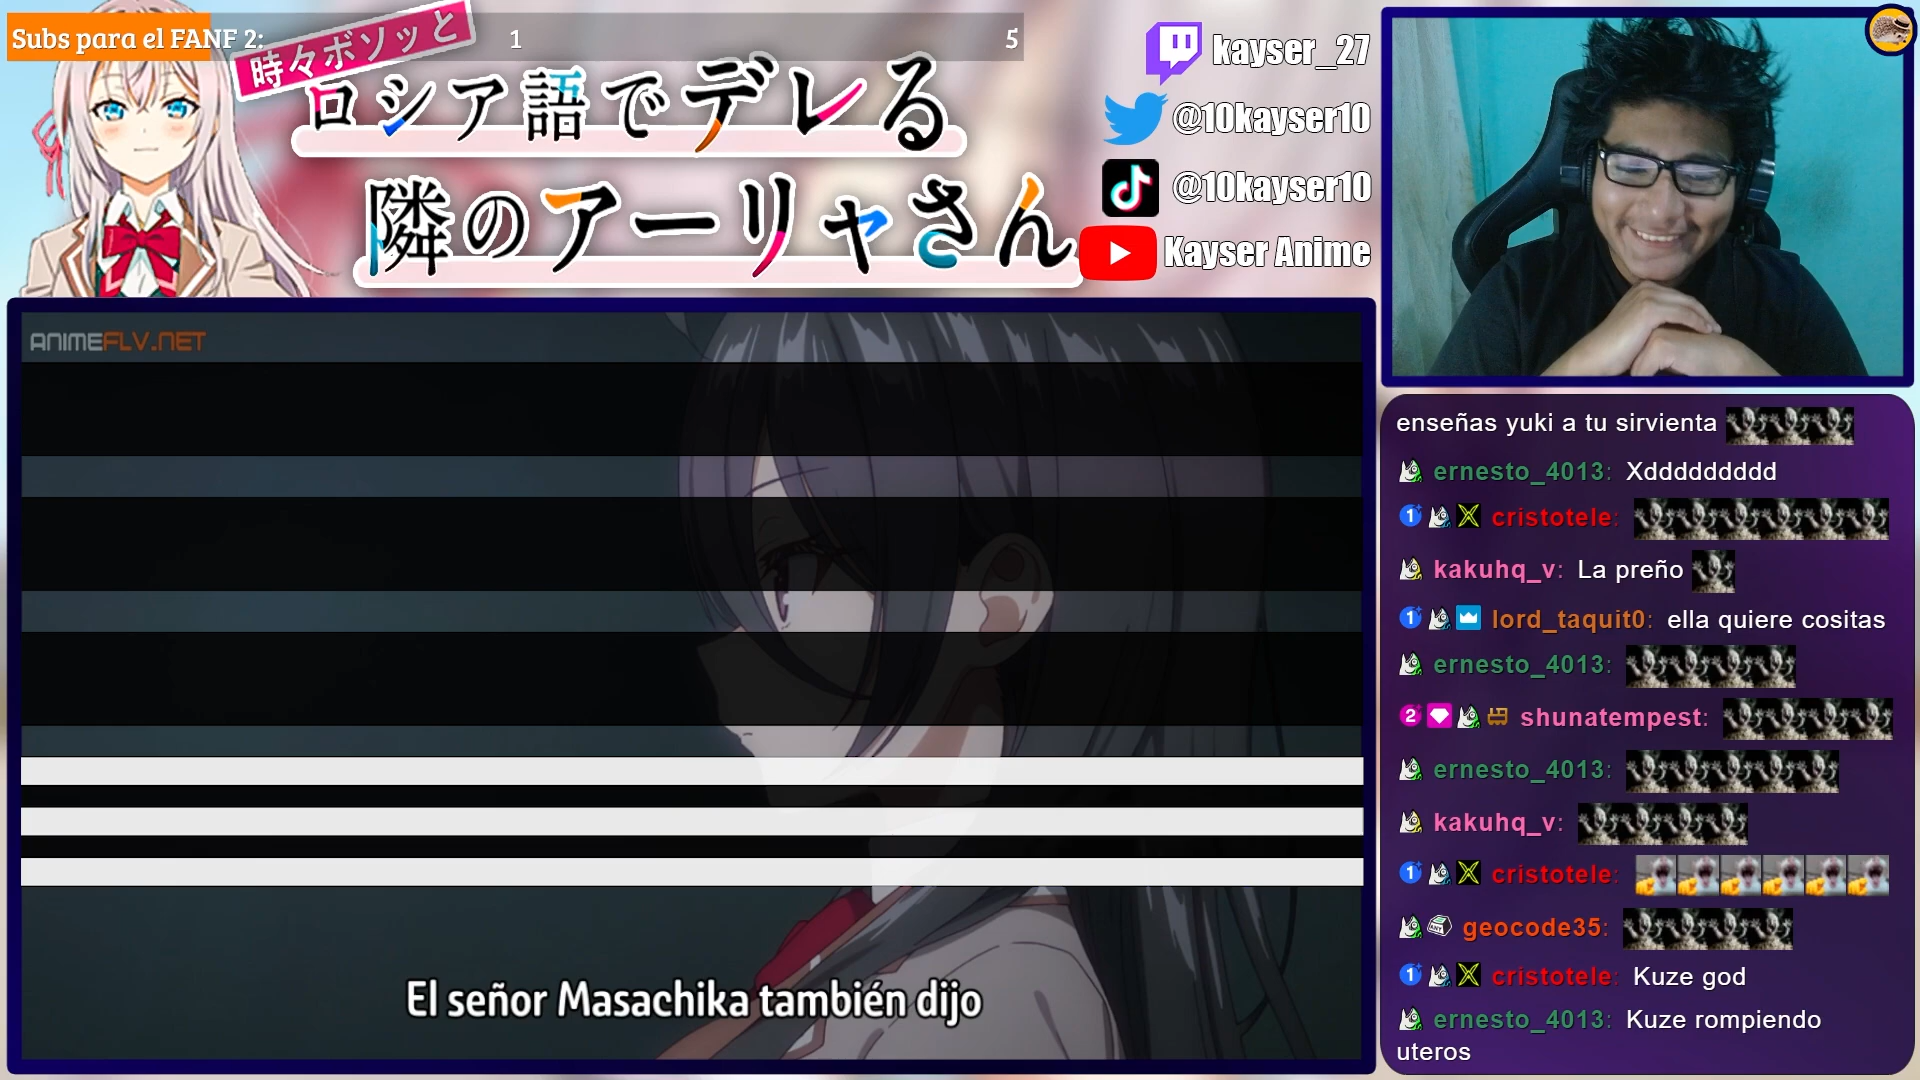 Subs para el FANF 2:
1
5
時々ボソッと
ロシア語でデレる
隣のアーリャさん
kayser_27
@10kayser10
@10kayser10
Kayser Anime
ANIMEFLV.NET
El señor Masachika también dijo
enseñas yuki a tu sirvienta
ernesto_4013: Xddddddddd
cristotele:
kakuhq_v: La preño
lord_taquit0: ella quiere cositas
ernesto_4013:
shunatempest:
ernesto_4013:
kakuhq_v:
cristotele:
geocode35:
cristotele: Kuze god
ernesto_4013: Kuze rompiendo
uteros